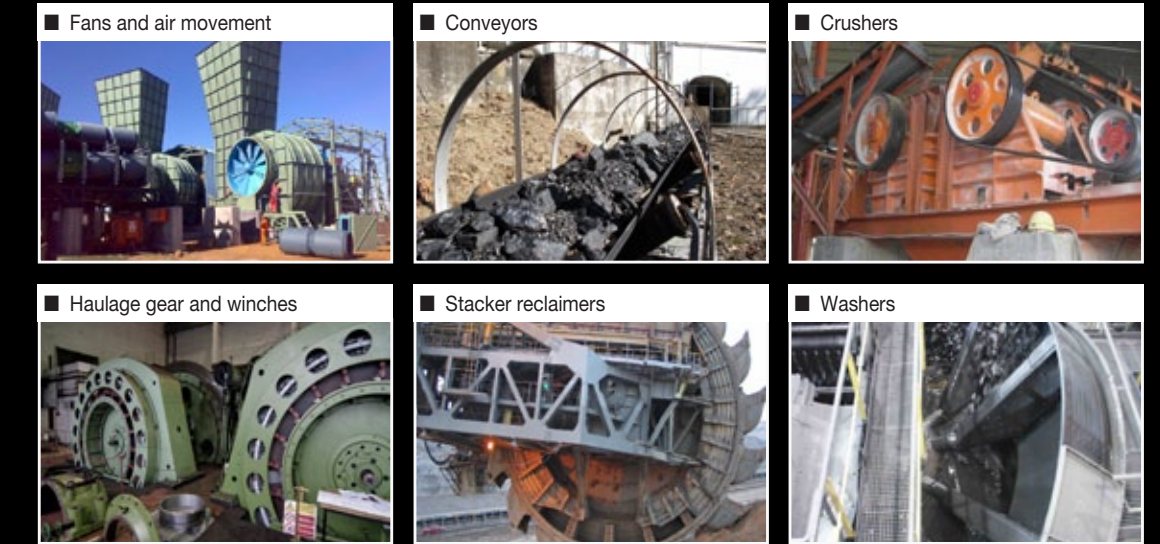 ■ Fans and air movement
■ Conveyors
■ Crushers
■ Haulage gear and winches
■ Stacker reclaimers
■ Washers